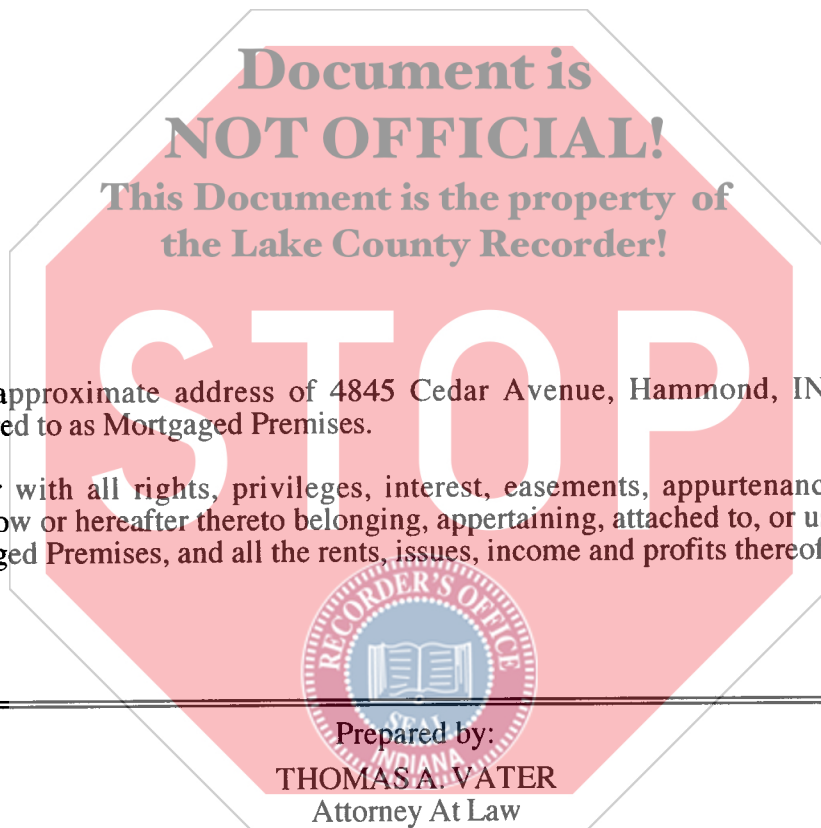 Document is
NOT OFFICIAL!
This Document is the property of
the Lake County Recorder!
STOP
approximate address of 4845 Cedar Avenue, Hammond, IN
ed to as Mortgaged Premises.
with all rights, privileges, interest, easements, appurtenanc
ow or hereafter thereto belonging, appertaining, attached to, or u
ged Premises, and all the rents, issues, income and profits thereof
RECORDER'S OFFICE
SEAL
INDIANA
Prepared by:
THOMAS A. VATER
Attorney At Law